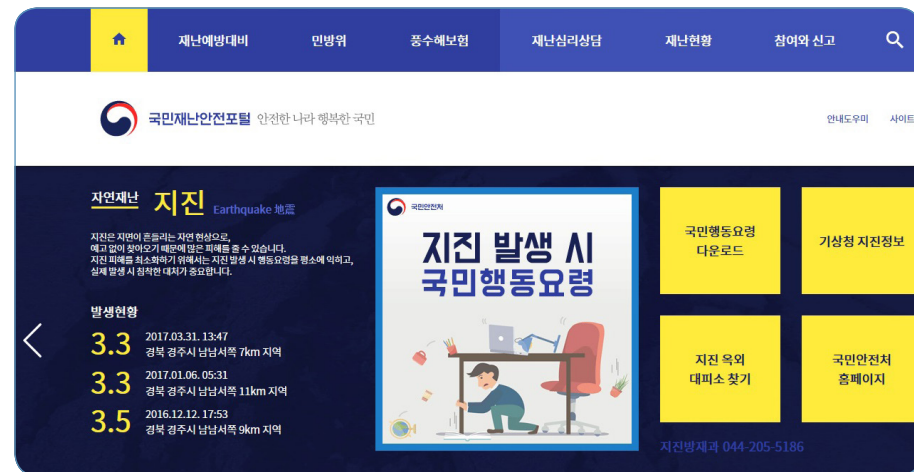 재난예방대비 민방위 풍수해보험 재난심리상담 재난현황 참여와 신고
국민재난안전포털 안전한 나라 행복한 국민
안내도우미 사이트
자연재난 지진 Earthquake 地震
지진은 지면이 흔들리는 자연 현상으로,
예고 없이 찾아오기 때문에 많은 피해를 줄 수 있습니다.
지진 피해를 최소화하기 위해서는 지진 발생 시 행동요령을 평소에 익히고,
실제 발생 시 침착한 대처가 중요합니다.
발생현황
3.3 2017.03.31. 13:47
경북 경주시 남남서쪽 7km 지역
3.3 2017.01.06. 05:31
경북 경주시 남남서쪽 11km 지역
3.5 2016.12.12. 17:53
경북 경주시 남남서쪽 9km 지역
국민안전처
지진 발생 시
국민행동요령
국민행동요령
다운로드
기상청 지진정보
지진 옥외
대피소 찾기
국민안전처
홈페이지
지진방재과 044-205-5186